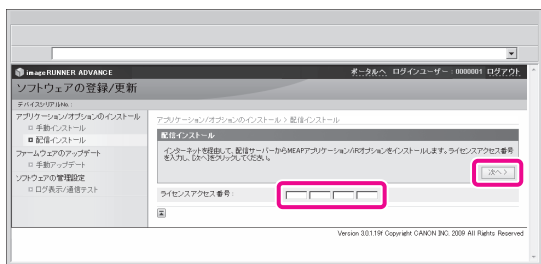 imageRUNNER ADVANCE
ポータルへ ログインユーザー : 0000001 ログアウト
ソフトウェアの登録/更新
デバイスシリアルNo. :
アプリケーション/オプションのインストール
手動インストール
配信インストール
ファームウェアのアップデート
手動アップデート
ソフトウェアの管理設定
ログ表示/通信テスト
アプリケーション/オプションのインストール > 配信インストール
配信インストール
インターネットを経由して、配信サーバーからMEAPアプリケーション/iRオプションをインストールします。ライセンスアクセス番号
を入力し、[次へ]をクリックしてください。
次へ >
ライセンスアクセス番号 :
Version 3.0.1.19f Copyright CANON INC. 2009 All Rights Reserved